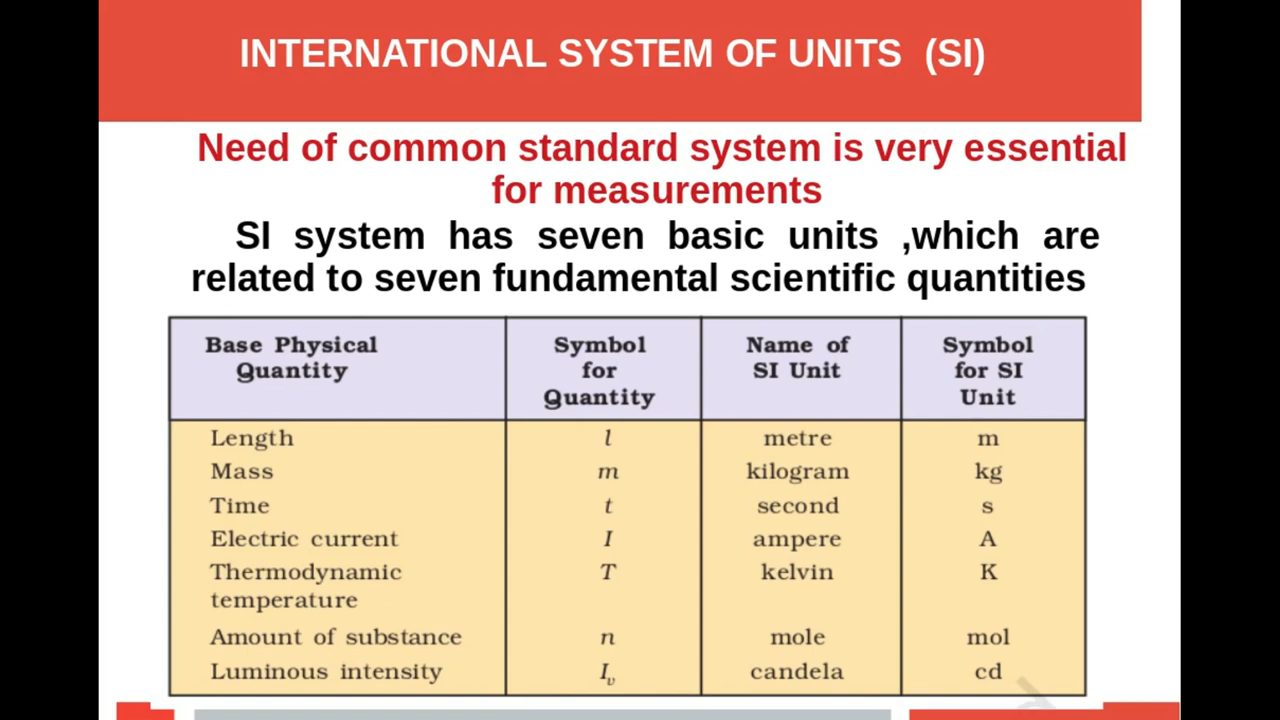 INTERNATIONAL SYSTEM OF UNITS (SI)
Need of common standard system is very essential
for measurements
SI system has seven basic units ,which are
related to seven fundamental scientific quantities
Base Physical Quantity | Symbol for Quantity | Name of SI Unit | Symbol for SI Unit
Length | l | metre | m
Mass | m | kilogram | kg
Time | t | second | s
Electric current | I | ampere | A
Thermodynamic temperature | T | kelvin | K
Amount of substance | n | mole | mol
Luminous intensity | Iv | candela | cd